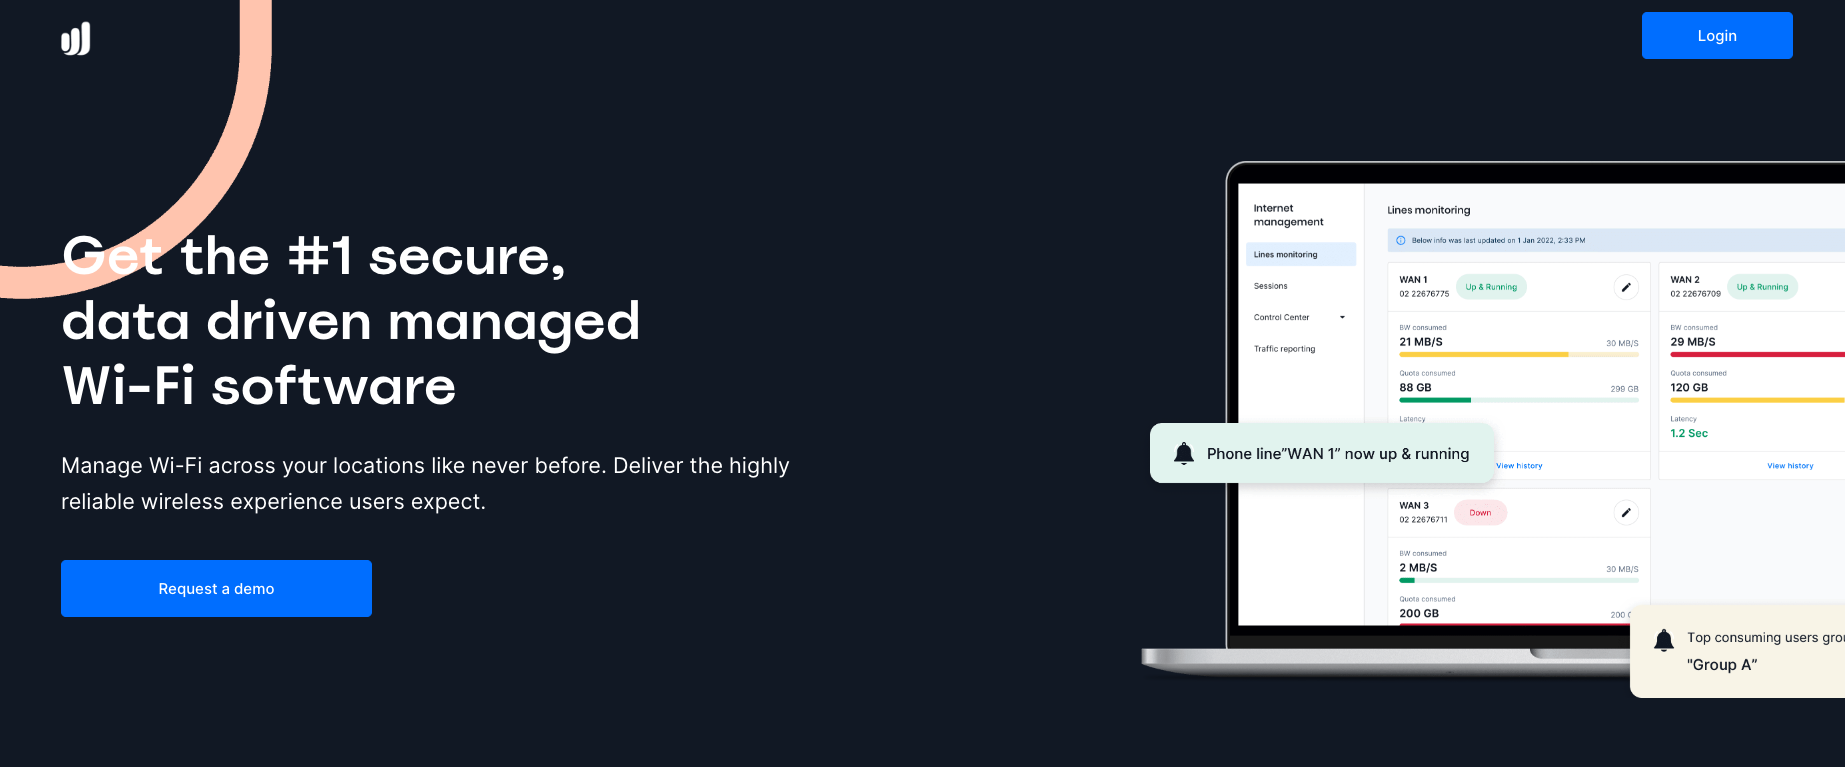 Login
Get the #1 secure,
data driven managed
Wi-Fi software
Manage Wi-Fi across your locations like never before. Deliver the highly
reliable wireless experience users expect.
Request a demo
Internet
management
Lines monitoring
Sessions
Control Center
Traffic reporting
Lines monitoring
Below info was last updated on 1 Jan 2022, 2:33 PM
WAN 1
02 22676775
Up & Running
BW consumed
21 MB/S
30 MB/S
Quota consumed
88 GB
299 GB
Latency
View history
WAN 2
02 22676709
Up & Running
BW consumed
29 MB/S
Quota consumed
120 GB
Latency
1.2 Sec
View history
Phone line”WAN 1” now up & running
WAN 3
02 22676711
Down
BW consumed
2 MB/S
30 MB/S
Quota consumed
200 GB
200
Top consuming users
"Group A”